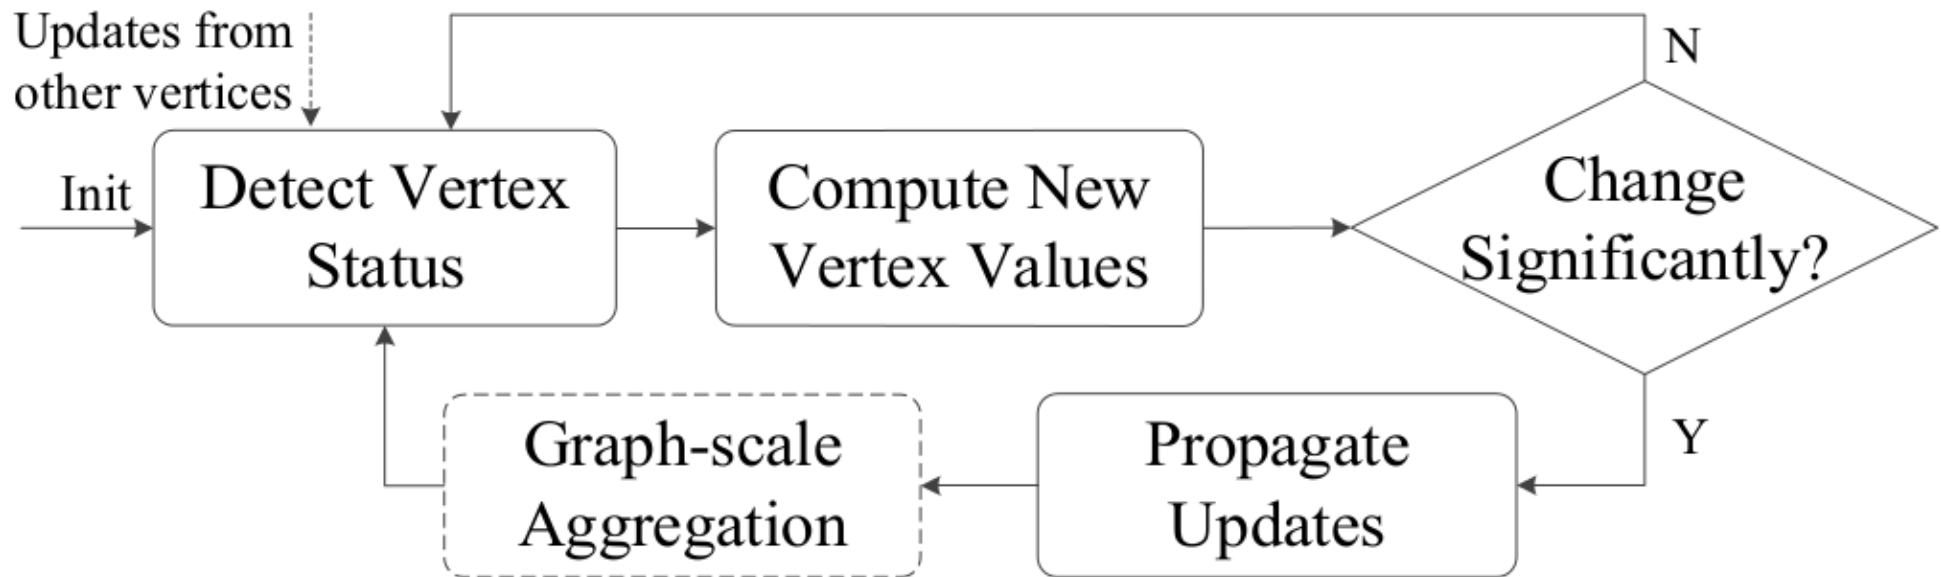 Updates from
other vertices
Init
Detect Vertex
Status
Compute New
Vertex Values
Change
Significantly?
N
Y
Propagate
Updates
Graph-scale
Aggregation